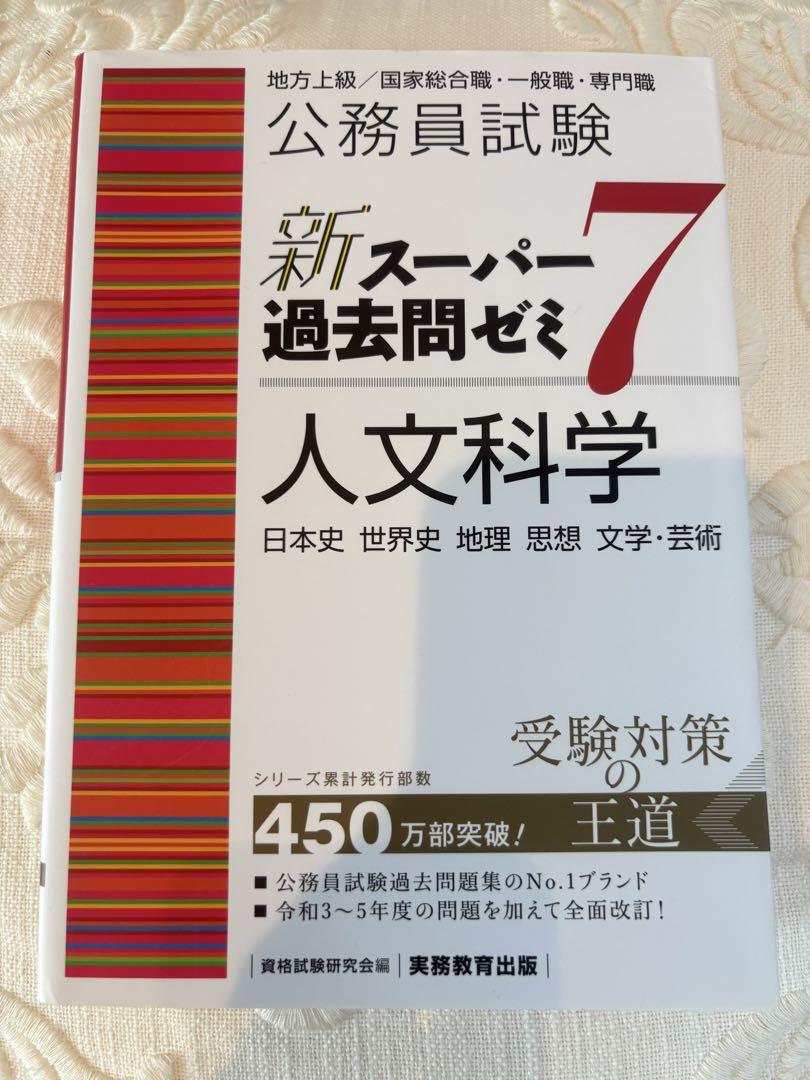 地方上級／国家総合職・一般職・専門職
公務員試験
新スーパー
過去問ゼミ7
人文科学
日本史 世界史 地理 思想 文学・芸術
受験対策
の
王道
シリーズ累計発行部数
450万部突破!
■ 公務員試験過去問題集のNo.1ブランド
■ 令和3～5年度の問題を加えて全面改訂!
資格試験研究会編｜実務教育出版